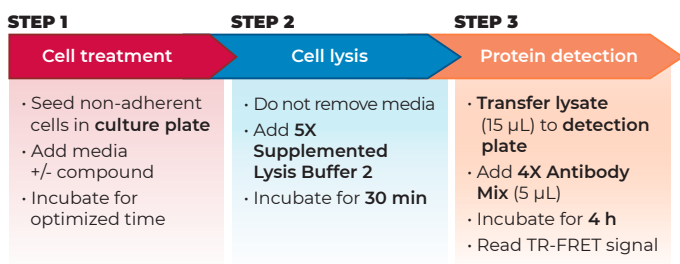 STEP 1
Cell treatment
· Seed non-adherent
cells in culture plate
· Add media
+/- compound
· Incubate for
optimized time
STEP 2
Cell lysis
· Do not remove media
· Add 5X
Supplemented
Lysis Buffer 2
· Incubate for 30 min
STEP 3
Protein detection
· Transfer lysate
(15 µL) to detection
plate
· Add 4X Antibody
Mix (5 µL)
· Incubate for 4 h
· Read TR-FRET signal